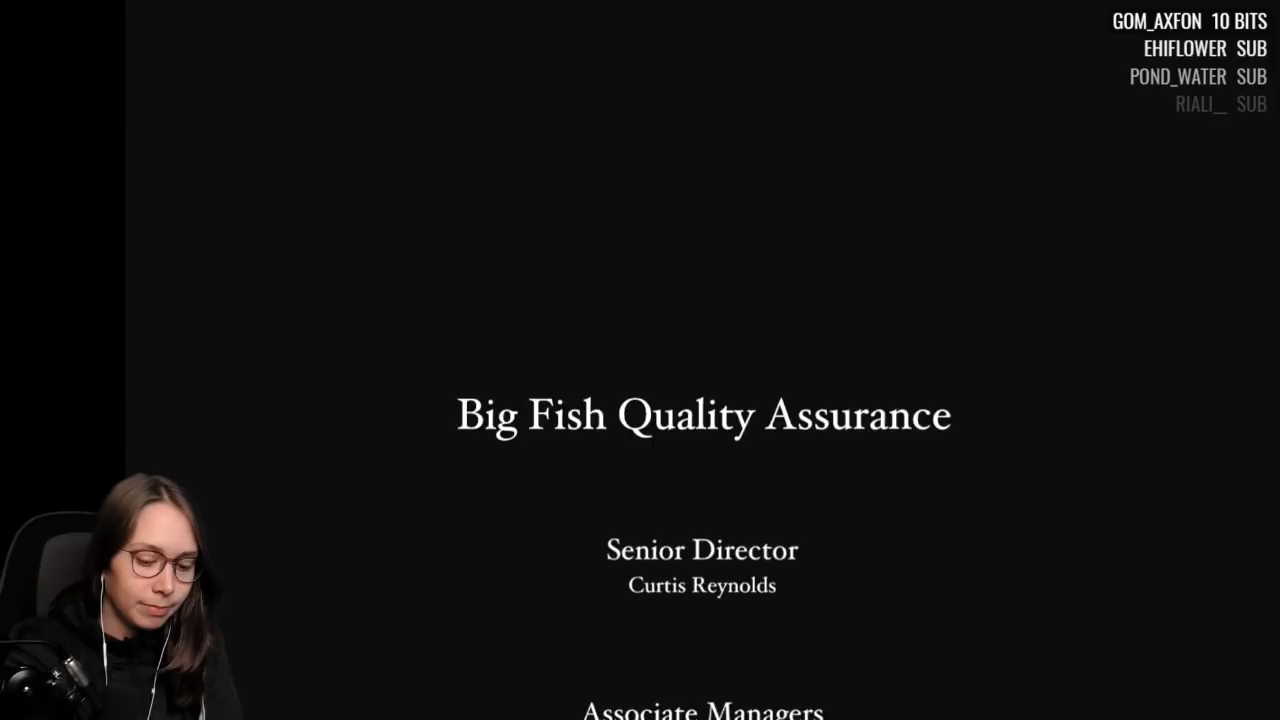 GOM_AXFON 10 BITS
EHIFLOWER SUB
POND_WATER SUB
RIALI__ SUB
Big Fish Quality Assurance
Senior Director
Curtis Reynolds
Associate Managers